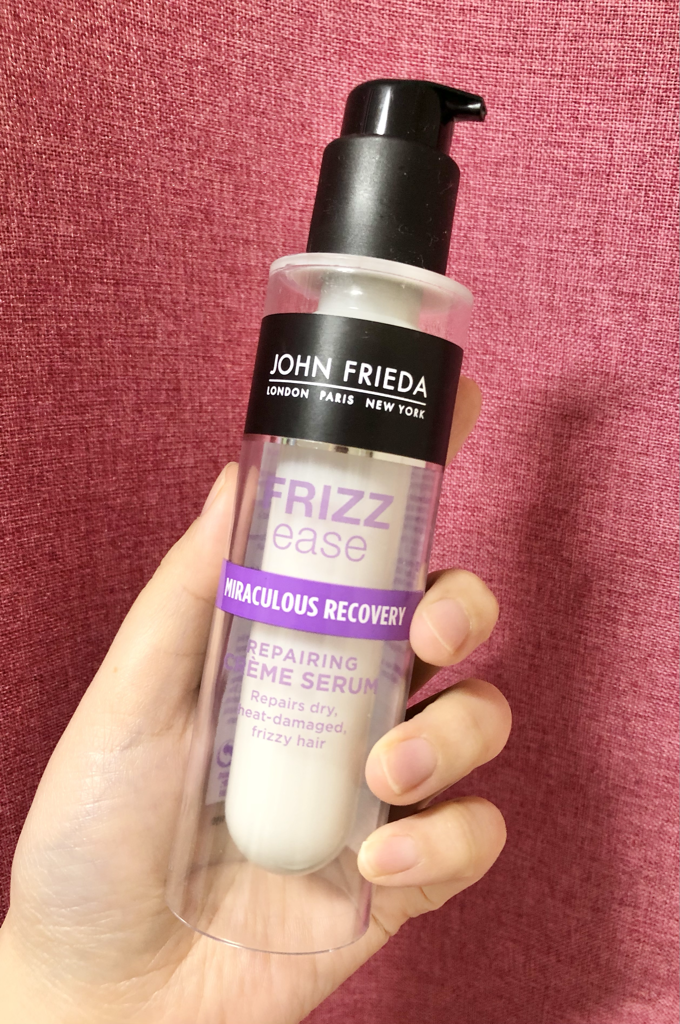 JOHN FRIEDA
LONDON PARIS NEW YORK
FRIZZ
ease
MIRACULOUS RECOVERY
REPAIRING
CRÈME SERUM
Repairs dry,
heat-damaged,
frizzy hair